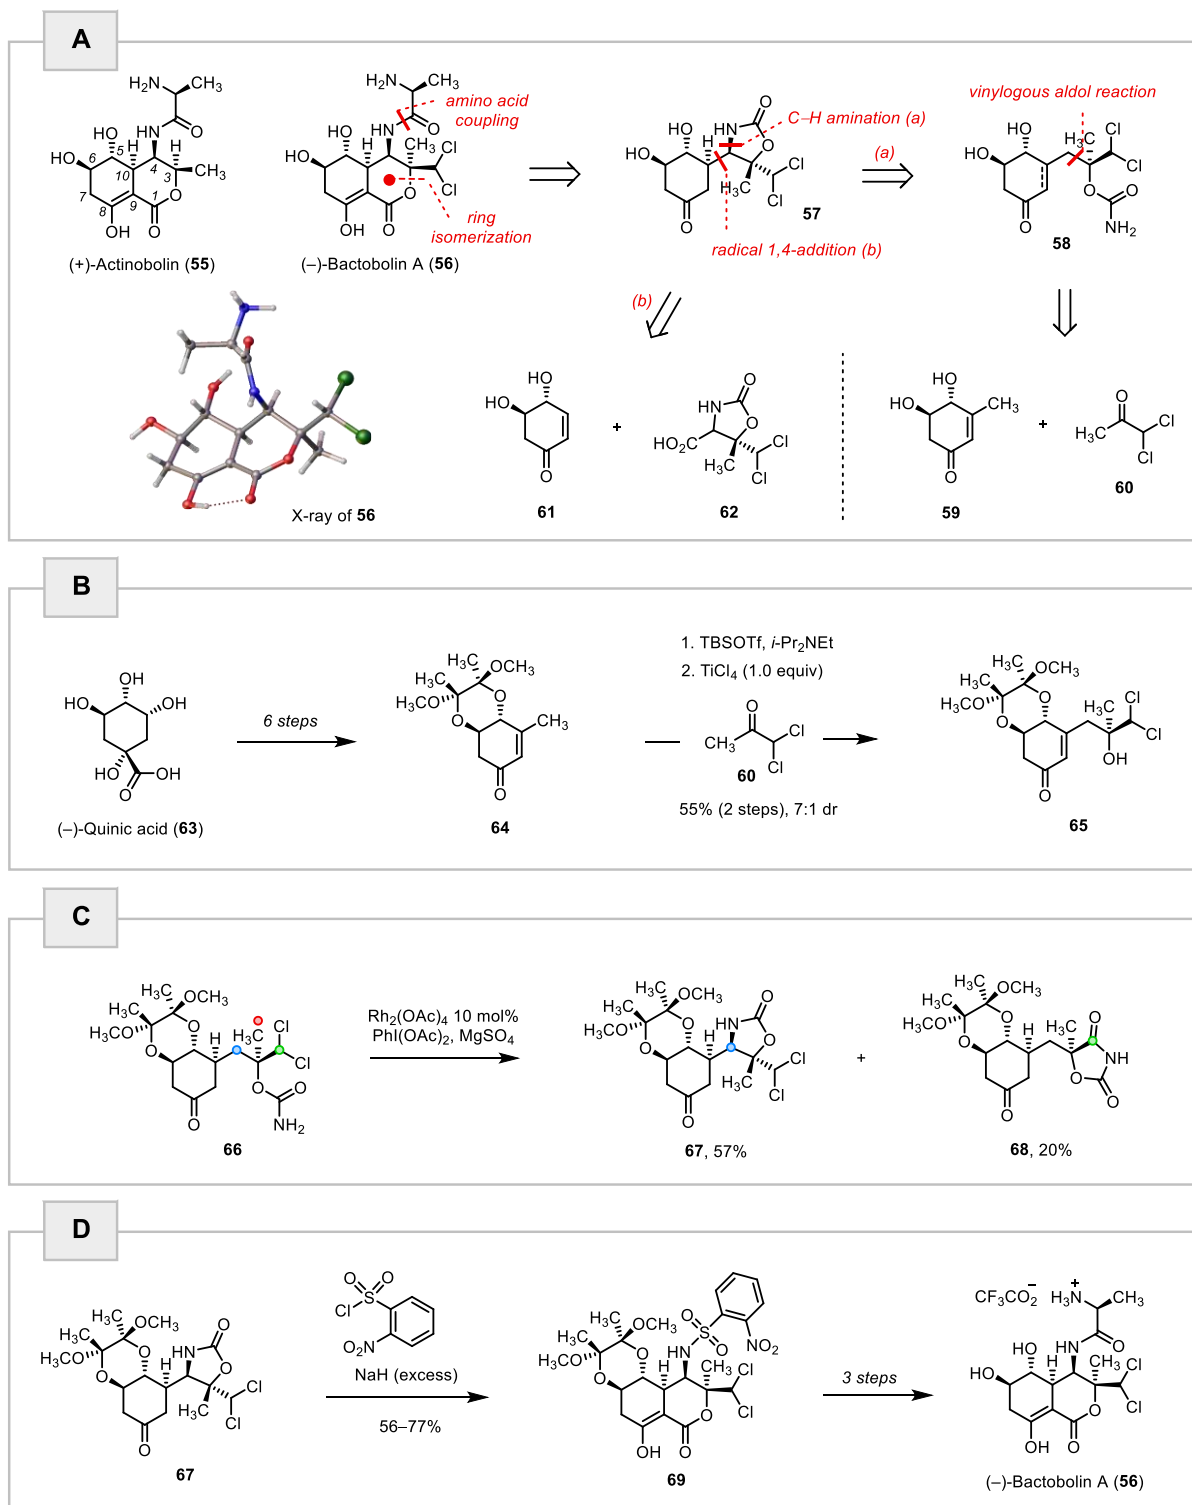 A
H2N
CH3
HN
O
HO
HO
5
6
H
10
4
H
3
CH3
7
8
9
1
O
O
OH
(+)-Actinobolin (55)
H2N
CH3
HN
O
HO
HO
H
CH3
Cl
Cl
O
O
OH
(–)-Bactobolin A (56)
amino acid
coupling
ring
isomerization
HO
HO
H
HN
O
O
H3C
Cl
Cl
O
57
C–H amination (a)
radical 1,4-addition (b)
(a)
vinylogous aldol reaction
HO
HO
H3C
Cl
Cl
O
O
NH2
O
58
X-ray of 56
(b)
HO
HO
O
61
+
HN
O
O
HO2C
H3C
Cl
Cl
62
HO
HO
CH3
O
59
+
O
H3C
Cl
Cl
60
B
OH
HO
OH
HO
OH
O
(–)-Quinic acid (63)
6 steps
H3C
OCH3
H3C
H3CO
O
O
CH3
O
64
1. TBSOTf, i-Pr2NEt
2. TiCl4 (1.0 equiv)
O
CH3
Cl
Cl
60
55% (2 steps), 7:1 dr
H3C
OCH3
H3C
H3CO
O
O
H3C
Cl
Cl
OH
O
65
C
H3C
OCH3
H3C
H3CO
O
O
H
H3C
Cl
Cl
O
O
NH2
O
66
Rh2(OAc)4 10 mol%
PhI(OAc)2, MgSO4
H3C
OCH3
H3C
H3CO
O
O
H
HN
O
O
H3C
Cl
Cl
O
67, 57%
+
H3C
OCH3
H3C
H3CO
O
O
H
H3C
O
NH
O
O
O
68, 20%
D
H3C
OCH3
H3C
H3CO
O
O
H
HN
O
O
H3C
Cl
Cl
O
67
O
O
S
Cl
NO2
NaH (excess)
56–77%
H3C
OCH3
H3C
H3CO
O
O
H
HN
O
S
O
NO2
CH3
Cl
Cl
O
O
OH
69
3 steps
CF3CO2–
+
H3N
CH3
HN
O
HO
HO
H
CH3
Cl
Cl
O
O
OH
(–)-Bactobolin A (56)